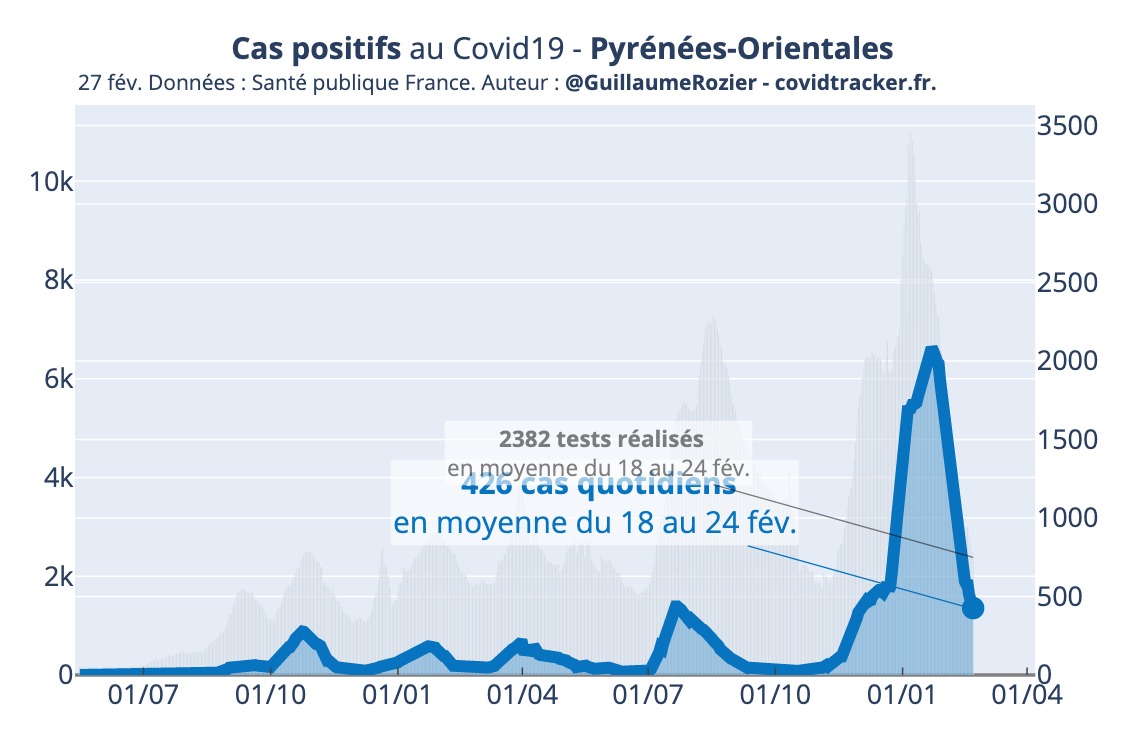 Cas positifs au Covid19 - Pyrénées-Orientales
27 fév. Données : Santé publique France. Auteur : @GuillaumeRozier - covidtracker.fr.
3500
10k
3000
8k
2500
2000
6k
2382 tests réalisés
1500
en moyenne du 18 au 24 fév.
4k
426 cas quotidiens
en moyenne du 18 au 24 fév.
1000
2k
500
0
0
01/07 01/10 01/01 01/04 01/07 01/10 01/01 01/04